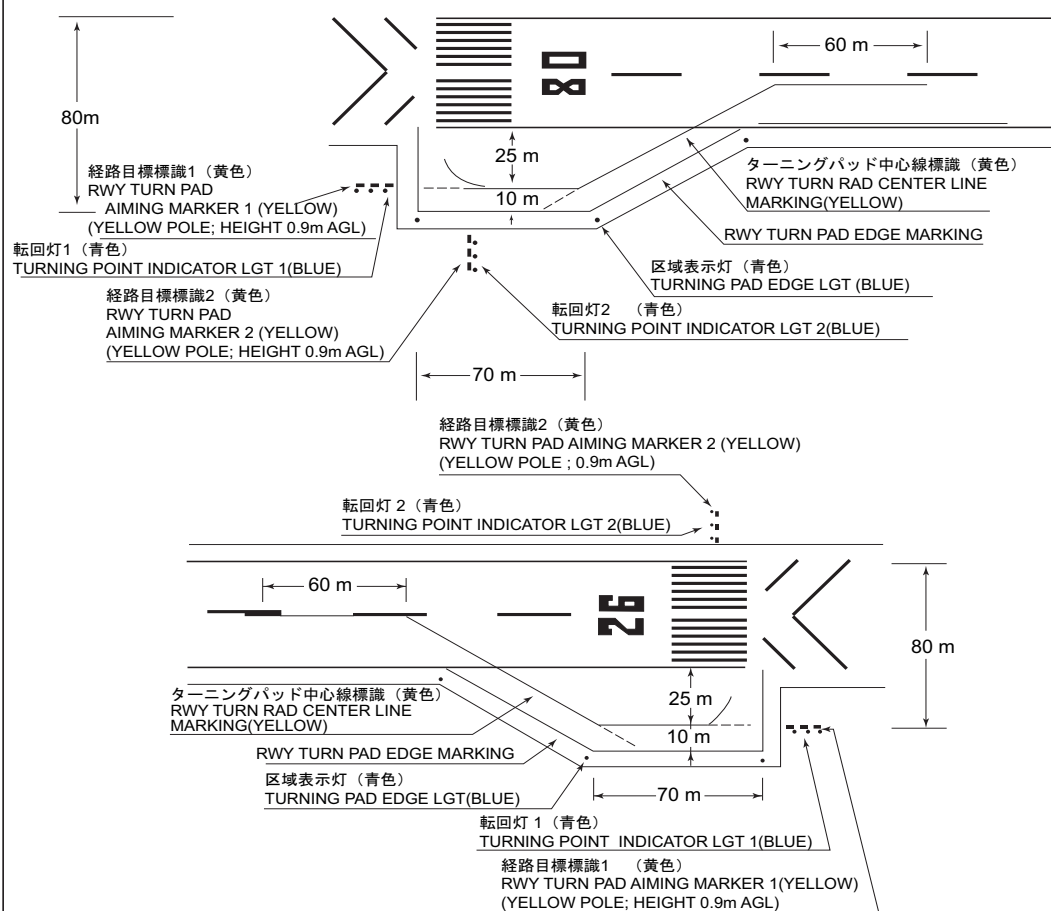 80m
08
60 m
25 m
10 m
経路目標標識1（黄色）
RWY TURN PAD
AIMING MARKER 1 (YELLOW)
(YELLOW POLE; HEIGHT 0.9m AGL)
転回灯1（青色）
TURNING POINT INDICATOR LGT 1(BLUE)
経路目標標識2（黄色）
RWY TURN PAD
AIMING MARKER 2 (YELLOW)
(YELLOW POLE; HEIGHT 0.9m AGL)
ターニングパッド中心線標識（黄色）
RWY TURN RAD CENTER LINE
MARKING(YELLOW)
RWY TURN PAD EDGE MARKING
区域表示灯（青色）
TURNING PAD EDGE LGT (BLUE)
転回灯2　（青色）
TURNING POINT INDICATOR LGT 2(BLUE)
70 m
経路目標標識2（黄色）
RWY TURN PAD AIMING MARKER 2 (YELLOW)
(YELLOW POLE ; 0.9m AGL)
転回灯 2（青色）
TURNING POINT INDICATOR LGT 2(BLUE)
60 m
26
80 m
25 m
10 m
ターニングパッド中心線標識（黄色）
RWY TURN RAD CENTER LINE
MARKING(YELLOW)
RWY TURN PAD EDGE MARKING
区域表示灯（青色）
TURNING PAD EDGE LGT(BLUE)
70 m
転回灯 1（青色）
TURNING POINT INDICATOR LGT 1(BLUE)
経路目標標識1　（黄色）
RWY TURN PAD AIMING MARKER 1(YELLOW)
(YELLOW POLE; HEIGHT 0.9m AGL)